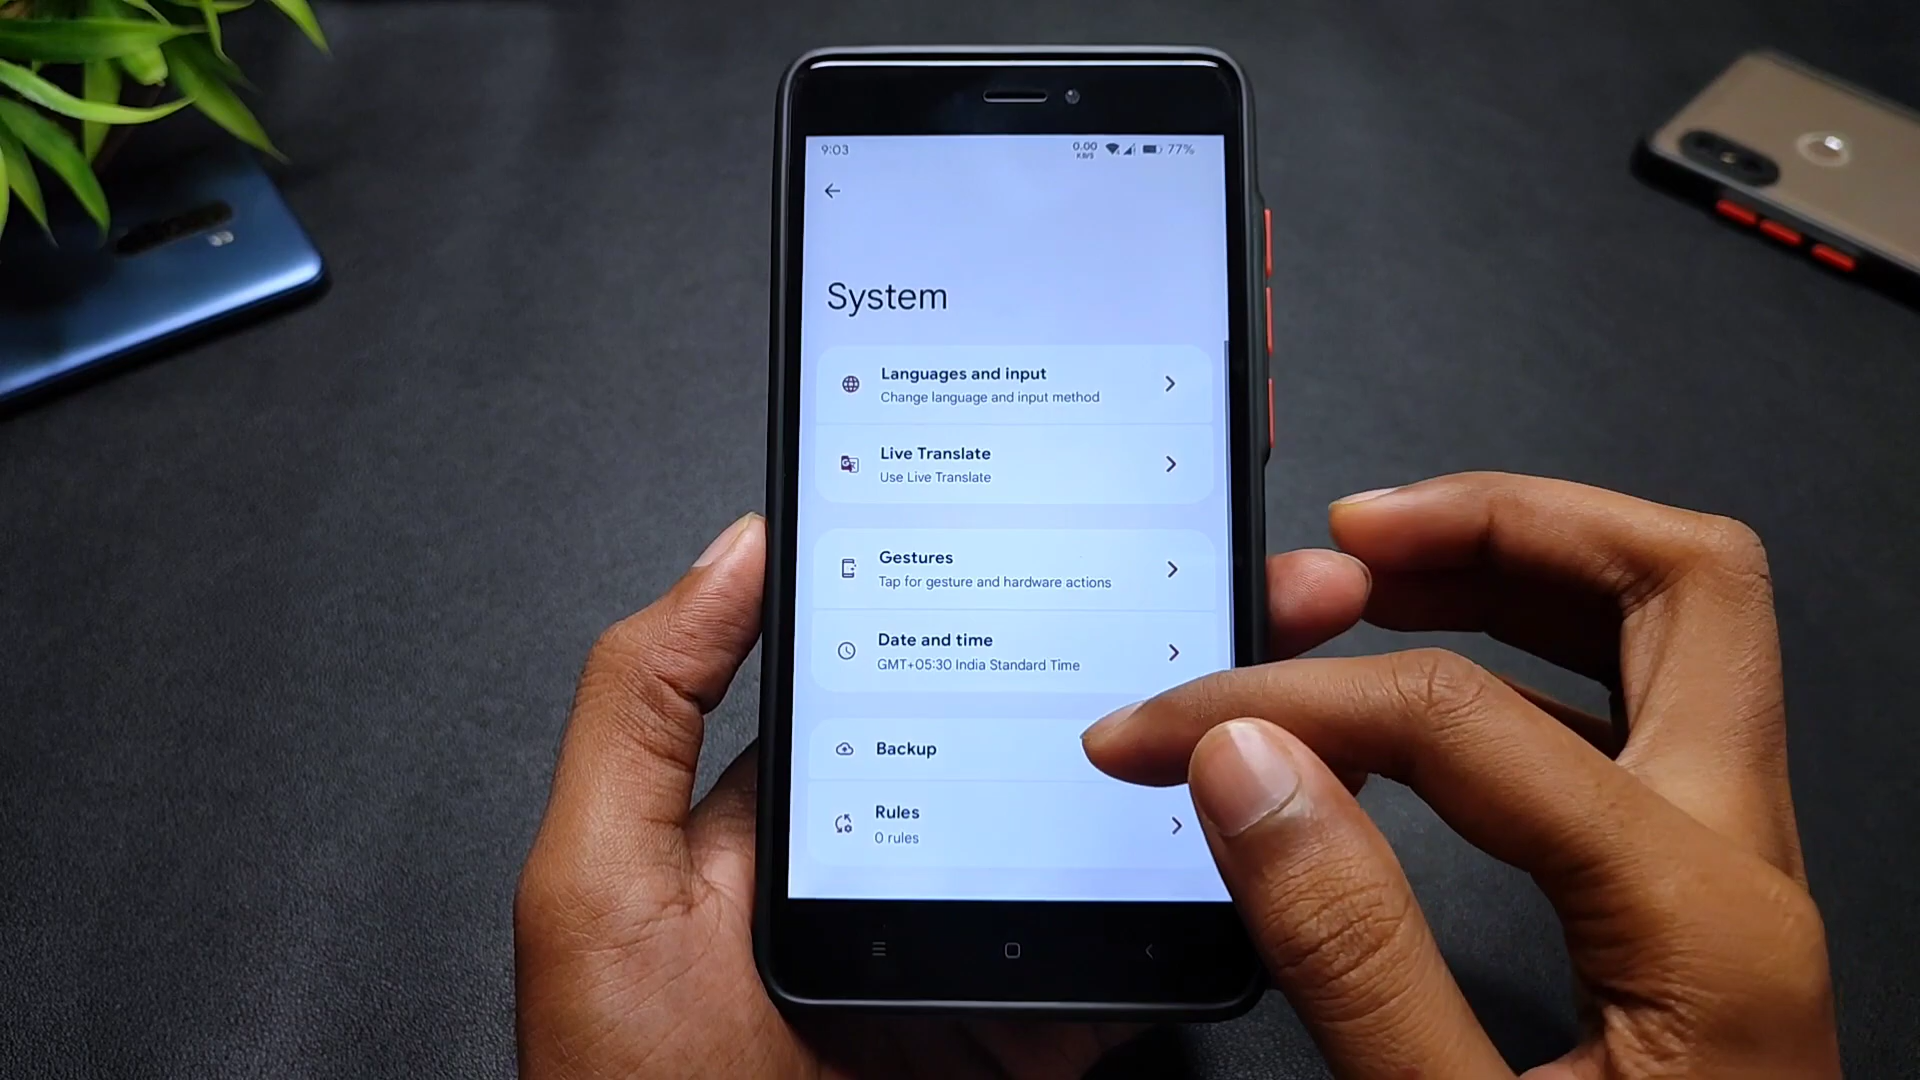 9:03
0.00
KB/S
77%
System
Languages and input
Change language and input method
Live Translate
Use Live Translate
Gestures
Tap for gesture and hardware actions
Date and time
GMT+05:30 India Standard Time
Backup
Rules
0 rules